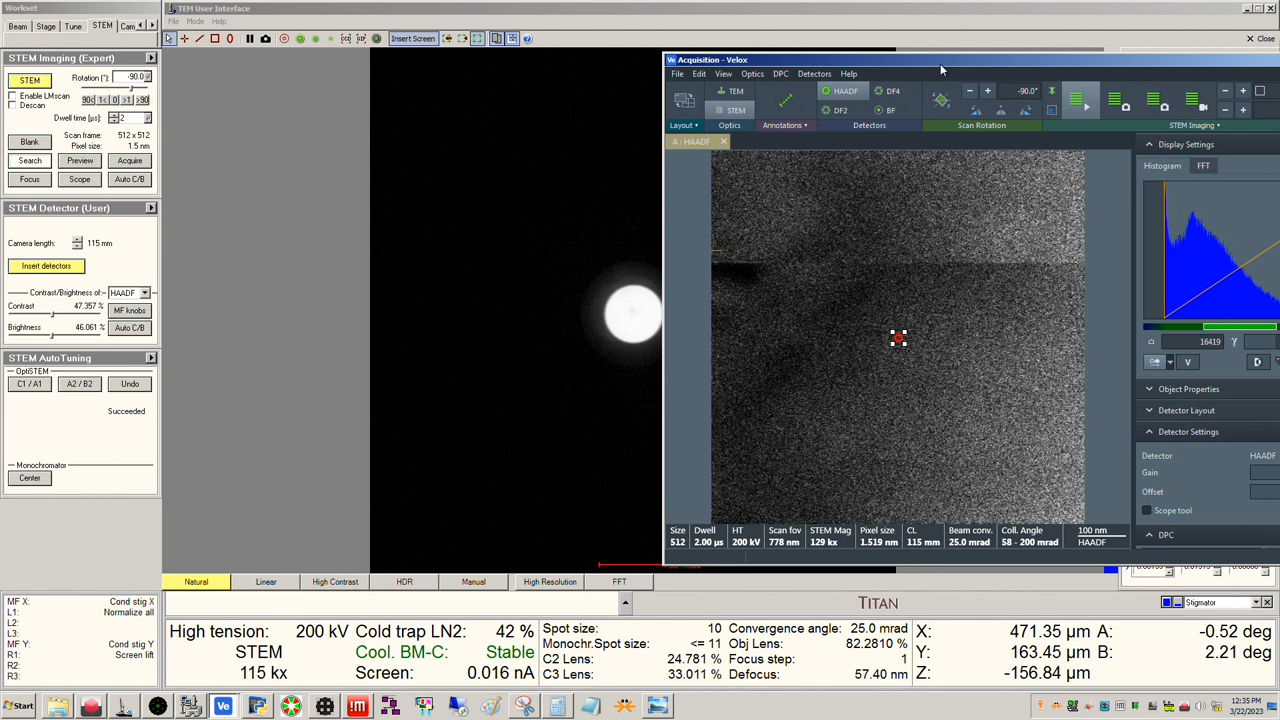 Workset
TEM User Interface
Beam Stage Tune STEM Cam
File Mode Help
Insert Screen
Close
STEM Imaging (Expert)
STEM
Rotation (°): -90.0
Enable LMscan
Descan
90< 1< 0 >1 >90
Dwell time [µs]: 2
Blank
Scan frame: 512 x 512
Pixel size: 1.5 nm
Search Preview Acquire
Focus Scope Auto C/B
STEM Detector (User)
Camera length: 115 mm
Insert detectors
Contrast/Brightness of: HAADF
Contrast 47.357 % MF knobs
Brightness 46.061 % Auto C/B
STEM AutoTuning
OptiSTEM
C1 / A1 A2 / B2 Undo
Succeeded
Monochromator
Center
Ve Acquisition - Velox
File Edit View Optics DPC Detectors Help
TEM HAADF DF4 -90.0°
STEM DF2 BF
Layout Optics Annotations Detectors Scan Rotation STEM Imaging
A : HAADF
Display Settings
Histogram FFT
16419 γ
V
Object Properties
Detector Layout
Detector Settings
Detector HAADF
Gain
Offset
Scope tool
DPC
Size Dwell HT Scan fov STEM Mag Pixel size CL Beam conv. Coll. Angle 100 nm
512 2.00 µs 200 kV 778 nm 129 kx 1.519 nm 115 mm 25.0 mrad 58 - 200 mrad HAADF
Natural Linear High Contrast HDR Manual High Resolution FFT
MF X: Cond stig X
L1: Normalize all
L2:
L3:
MF Y: Cond stig Y
R1: Screen lift
R2:
R3:
TITAN
Stigmator
High tension: 200 kV Cold trap LN2: 42 %
STEM Cool. BM-C: Stable
115 kx Screen: 0.016 nA
Spot size: 10
Monochr.Spot size: <= 11
C2 Lens: 24.781 %
C3 Lens: 33.011 %
Convergence angle: 25.0 mrad
Obj Lens: 82.2810 %
Focus step: 1
Defocus: 57.40 nm
X: 471.35 µm A: -0.52 deg
Y: 163.45 µm B: 2.21 deg
Z: -156.84 µm
Start
Ve
12:35 PM
3/22/2023